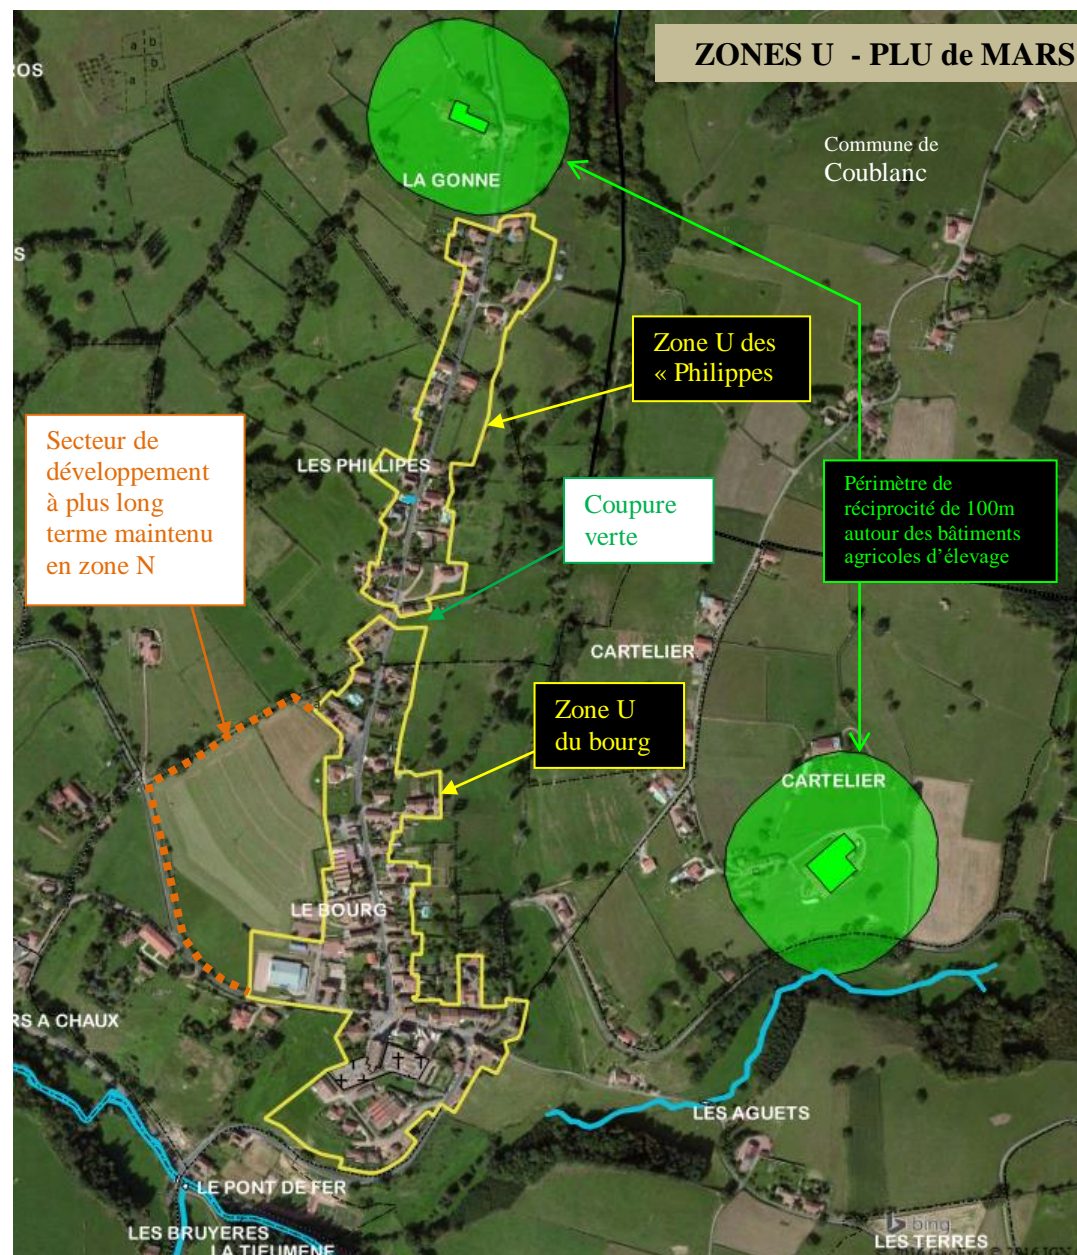 ZONES U - PLU de MARS
OS
a b
a b
Commune de
Coublanc
LA GONNE
S
Zone U des
« Philippes
Secteur de
développement
à plus long
terme maintenu
en zone N
LES PHILLIPES
Coupure
verte
Périmètre de
réciprocité de 100m
autour des bâtiments
agricoles d’élevage
CARTELIER
Zone U
du bourg
CARTELIER
LE BOURG
RS A CHAUX
LES AGUETS
LE PONT DE FER
LES BRUYERES
LA TIEUMENE
bing
LES TERRES